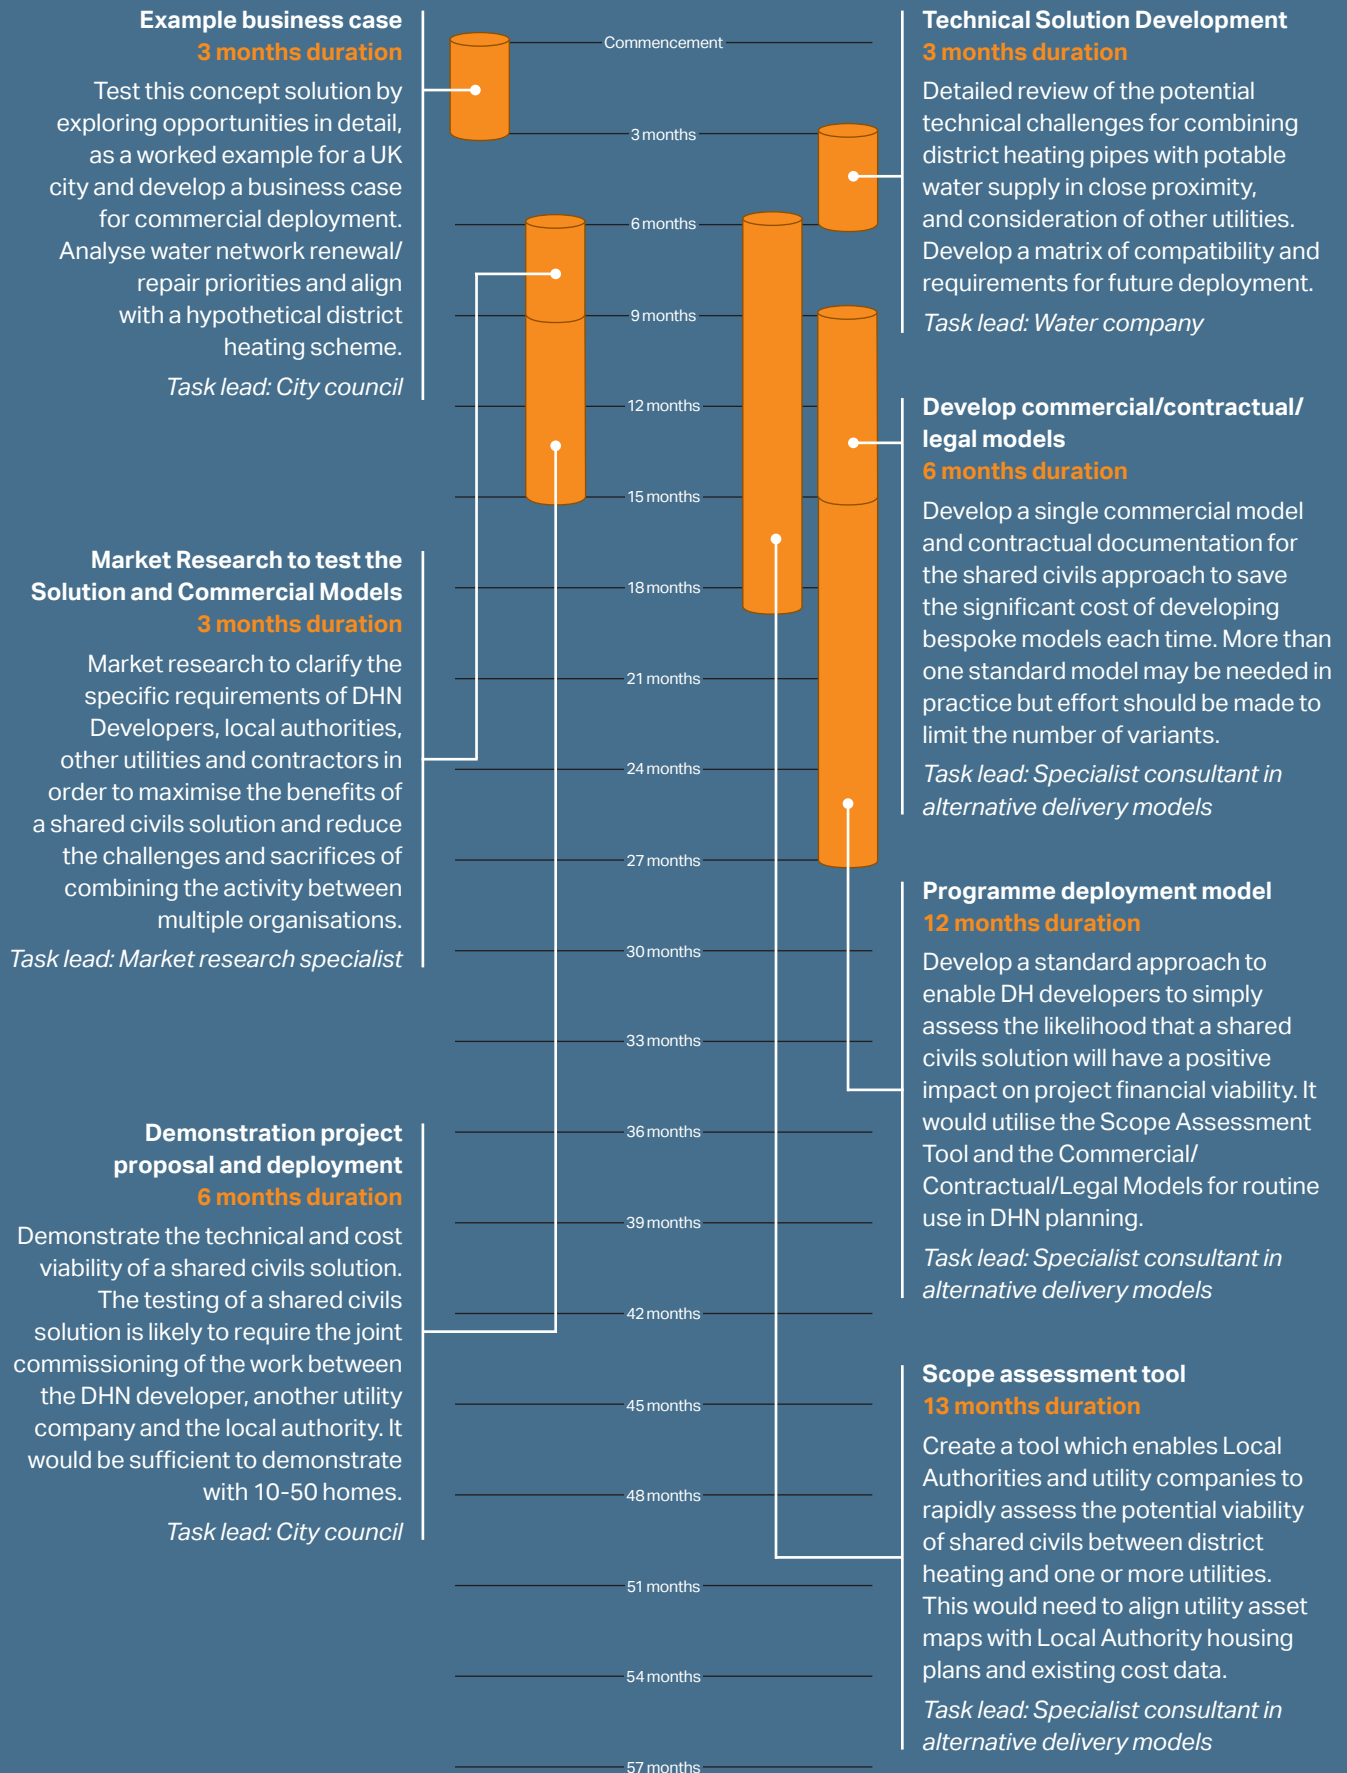 Example business case
3 months duration
Test this concept solution by
exploring opportunities in detail,
as a worked example for a UK
city and develop a business case
for commercial deployment.
Analyse water network renewal/
repair priorities and align
with a hypothetical district
heating scheme.
Task lead: City council
Market Research to test the
Solution and Commercial Models
3 months duration
Market research to clarify the
specific requirements of DHN
Developers, local authorities,
other utilities and contractors in
order to maximise the benefits of
a shared civils solution and reduce
the challenges and sacrifices of
combining the activity between
multiple organisations.
Task lead: Market research specialist
Demonstration project
proposal and deployment
6 months duration
Demonstrate the technical and cost
viability of a shared civils solution.
The testing of a shared civils
solution is likely to require the joint
commissioning of the work between
the DHN developer, another utility
company and the local authority. It
would be sufficient to demonstrate
with 10-50 homes.
Task lead: City council
Commencement
3 months
6 months
9 months
12 months
15 months
18 months
21 months
24 months
27 months
30 months
33 months
36 months
39 months
42 months
45 months
48 months
51 months
54 months
57 months
Technical Solution Development
3 months duration
Detailed review of the potential
technical challenges for combining
district heating pipes with potable
water supply in close proximity,
and consideration of other utilities.
Develop a matrix of compatibility and
requirements for future deployment.
Task lead: Water company
Develop commercial/contractual/
legal models
6 months duration
Develop a single commercial model
and contractual documentation for
the shared civils approach to save
the significant cost of developing
bespoke models each time. More than
one standard model may be needed in
practice but effort should be made to
limit the number of variants.
Task lead: Specialist consultant in
alternative delivery models
Programme deployment model
12 months duration
Develop a standard approach to
enable DH developers to simply
assess the likelihood that a shared
civils solution will have a positive
impact on project financial viability. It
would utilise the Scope Assessment
Tool and the Commercial/
Contractual/Legal Models for routine
use in DHN planning.
Task lead: Specialist consultant in
alternative delivery models
Scope assessment tool
13 months duration
Create a tool which enables Local
Authorities and utility companies to
rapidly assess the potential viability
of shared civils between district
heating and one or more utilities.
This would need to align utility asset
maps with Local Authority housing
plans and existing cost data.
Task lead: Specialist consultant in
alternative delivery models